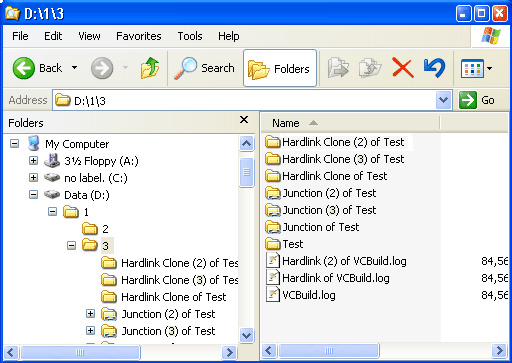 D:\1\3
File Edit View Favorites Tools Help
Back Search Folders
Address D:\1\3 Go
Folders
My Computer
3½ Floppy (A:)
no label. (C:)
Data (D:)
1
2
3
Hardlink Clone (2) of Test
Hardlink Clone (3) of Test
Hardlink Clone of Test
Junction (2) of Test
Junction (3) of Test
Name
Hardlink Clone (2) of Test
Hardlink Clone (3) of Test
Hardlink Clone of Test
Junction (2) of Test
Junction (3) of Test
Junction of Test
Test
Hardlink (2) of VCBuild.log 84,56
Hardlink of VCBuild.log 84,56
VCBuild.log 84,56